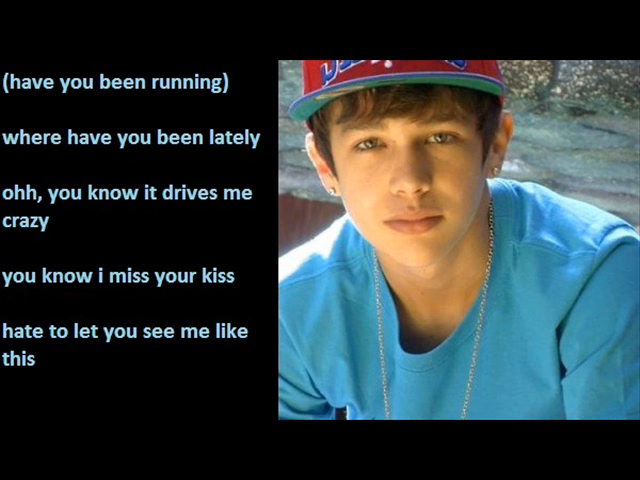 (have you been running)
where have you been lately
ohh, you know it drives me
crazy
you know i miss your kiss
hate to let you see me like
this